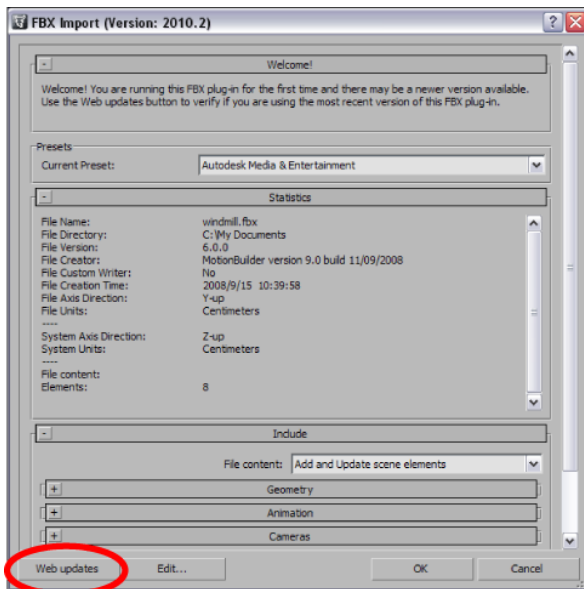 FBX Import (Version: 2010.2)
Welcome!
Welcome! You are running this FBX plug-in for the first time and there may be a newer version available.
Use the Web updates button to verify if you are using the most recent version of this FBX plug-in.
Presets
Current Preset: Autodesk Media & Entertainment
Statistics
File Name: windmill.fbx
File Directory: C:\My Documents
File Version: 6.0.0
File Creator: MotionBuilder version 9.0 build 11/09/2008
File Custom Writer: No
File Creation Time: 2008/9/15 10:39:58
File Axis Direction: Y-up
File Units: Centimeters
----
System Axis Direction: Z-up
System Units: Centimeters
----
File content:
Elements: 8
Include
File content: Add and Update scene elements
Geometry
Animation
Cameras
Web updates Edit... OK Cancel